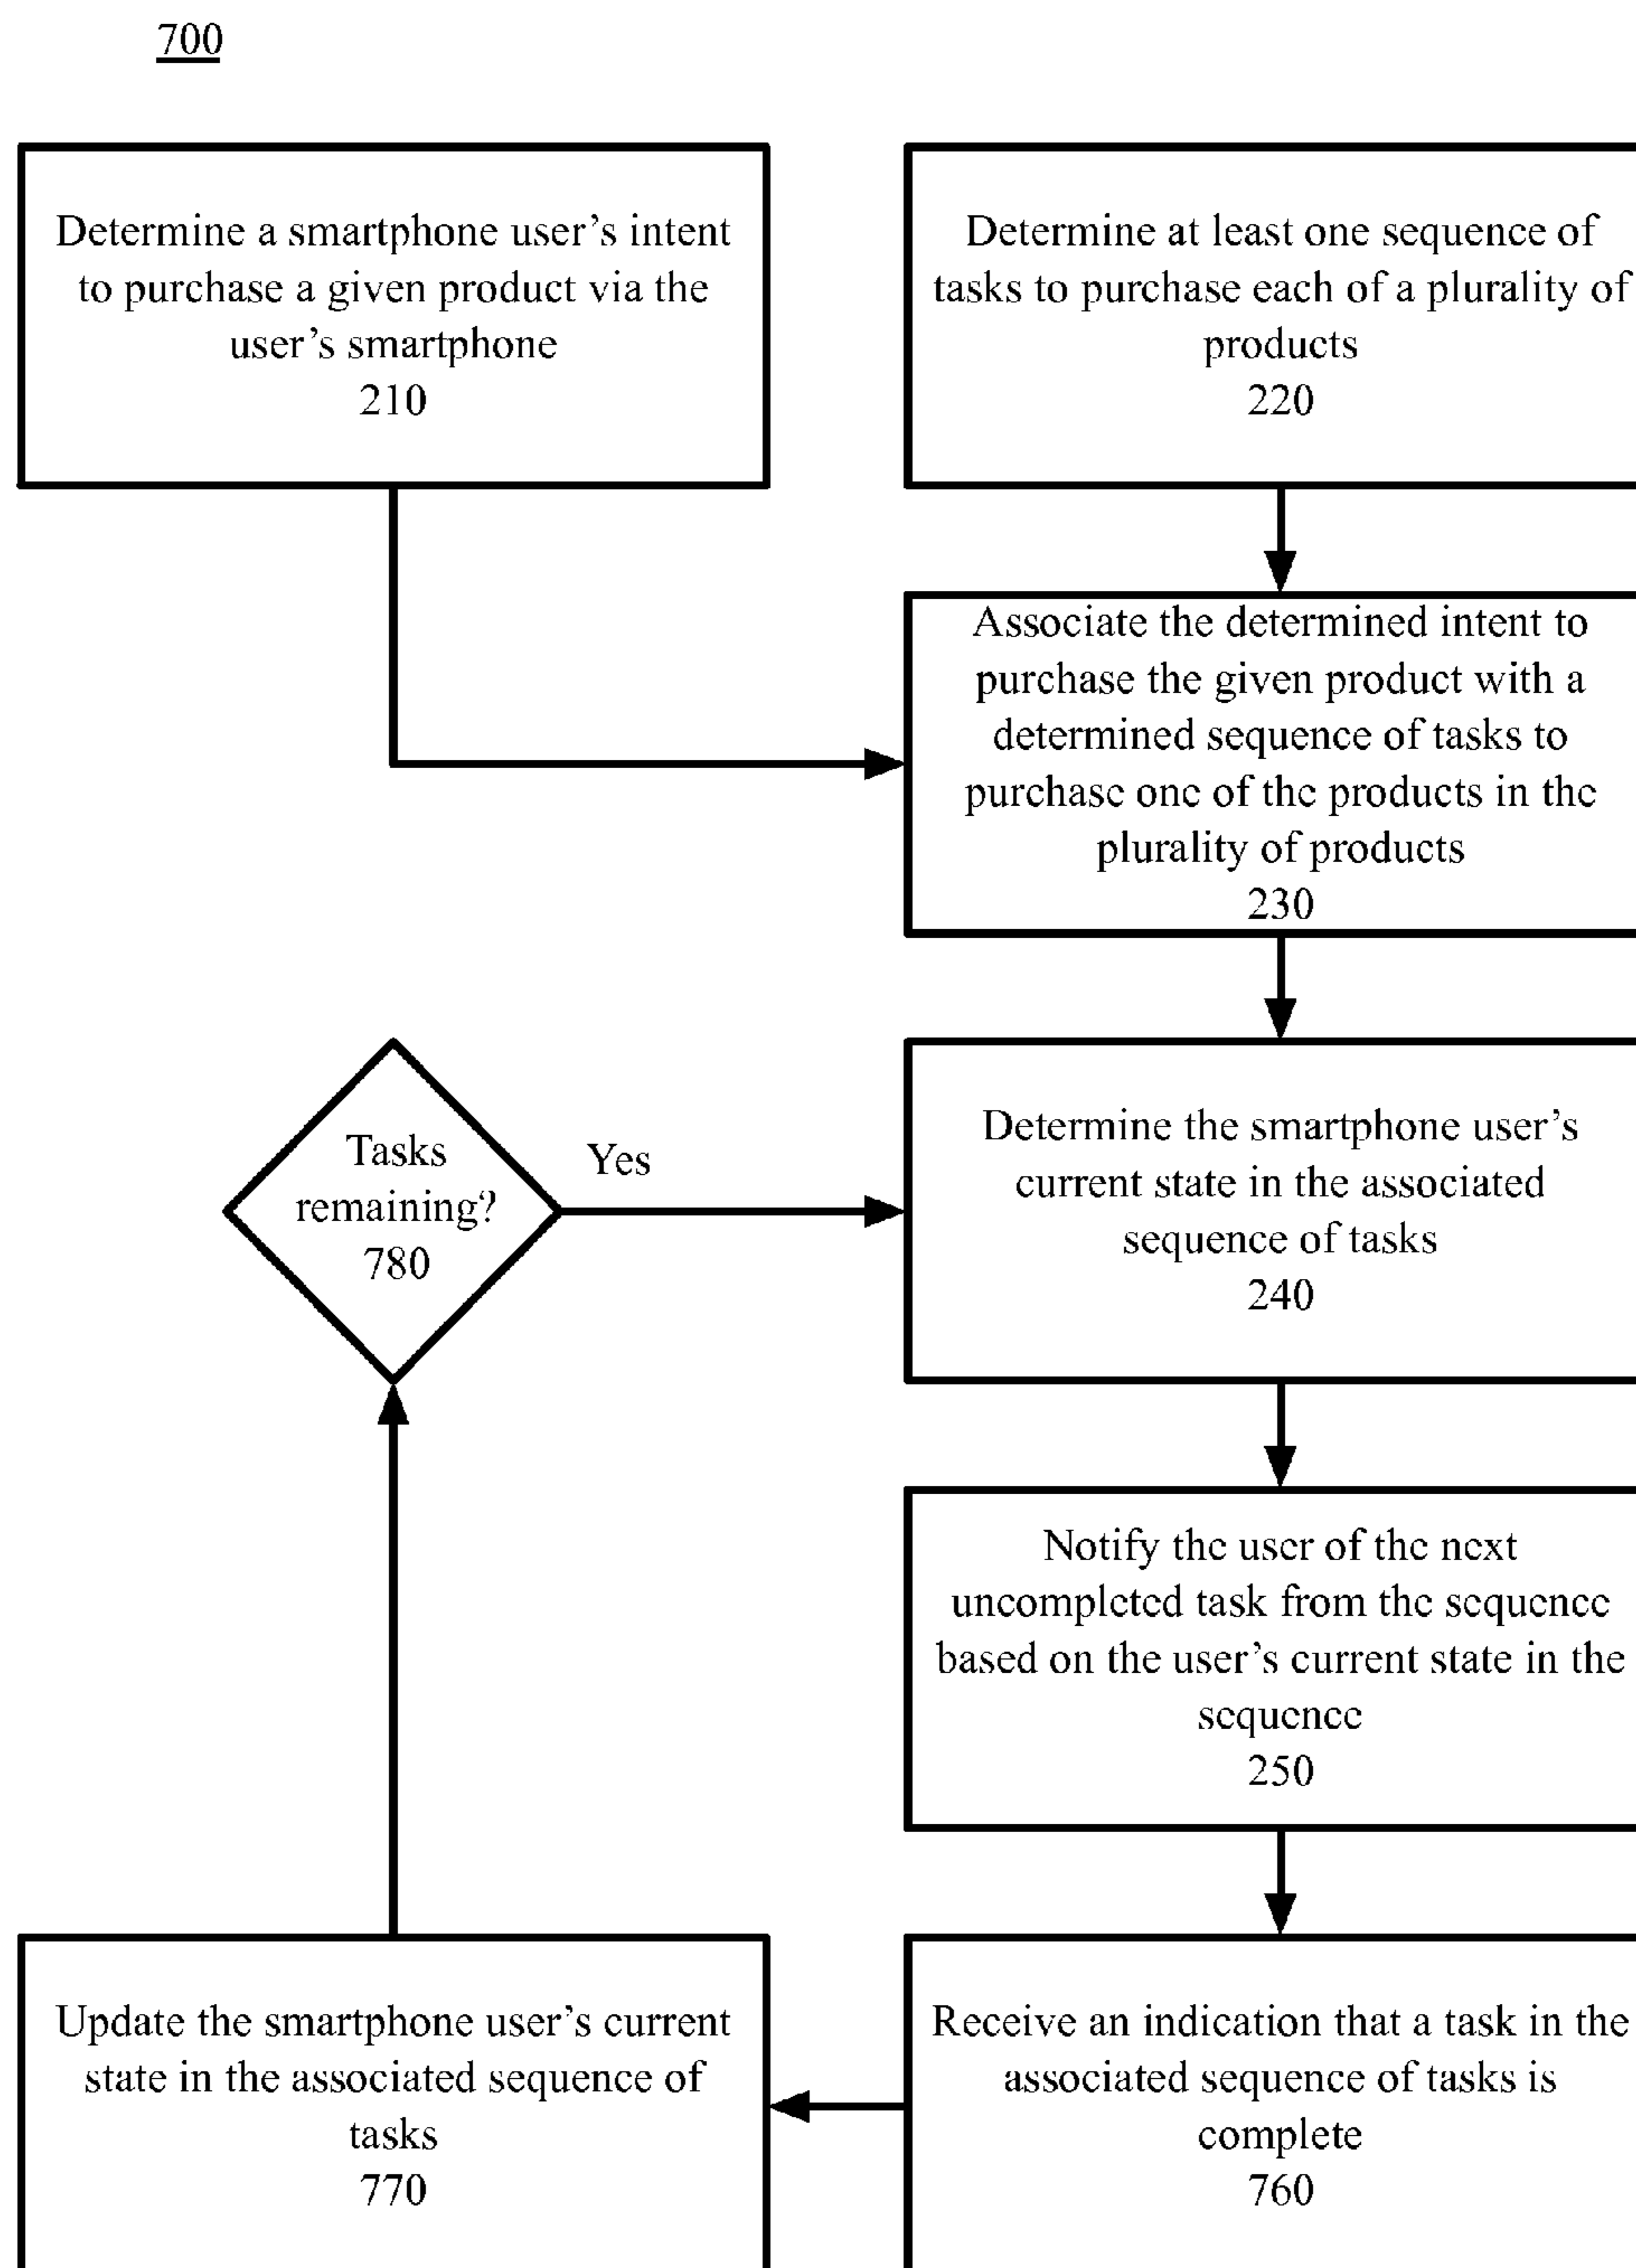 700
Determine a smartphone user's intent
to purchase a given product via the
user's smartphone
210
Determine at least one sequence of
tasks to purchase each of a plurality of
products
220
Associate the determined intent to
purchase the given product with a
determined sequence of tasks to
purchase one of the products in the
plurality of products
230
Tasks
remaining?
780
Yes
Determine the smartphone user's
current state in the associated
sequence of tasks
240
Notify the user of the next
uncompleted task from the sequence
based on the user's current state in the
sequence
250
Update the smartphone user's current
state in the associated sequence of
tasks
770
Receive an indication that a task in the
associated sequence of tasks is
complete
760